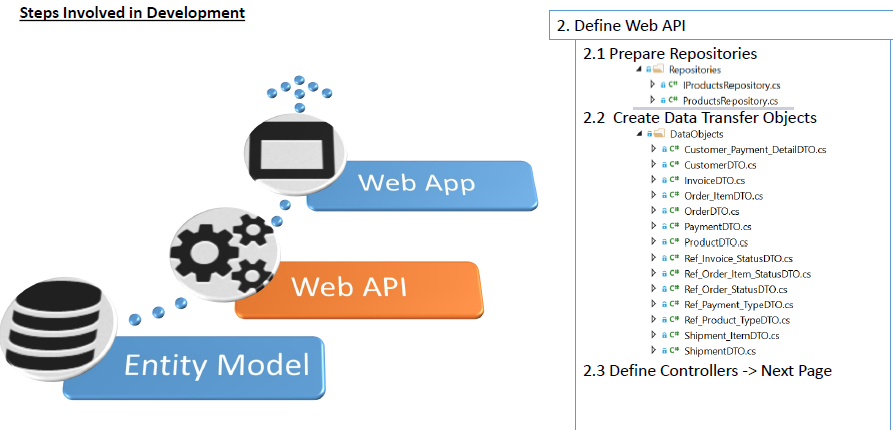 Steps Involved in Development
Web App
Web API
Entity Model
2. Define Web API
2.1 Prepare Repositories
Repositories
C# IProductsRepository.cs
C# ProductsRepository.cs
2.2 Create Data Transfer Objects
DataObjects
C# Customer_Payment_DetailDTO.cs
C# CustomerDTO.cs
C# InvoiceDTO.cs
C# Order_ItemDTO.cs
C# OrderDTO.cs
C# PaymentDTO.cs
C# ProductDTO.cs
C# Ref_Invoice_StatusDTO.cs
C# Ref_Order_Item_StatusDTO.cs
C# Ref_Order_StatusDTO.cs
C# Ref_Payment_TypeDTO.cs
C# Ref_Product_TypeDTO.cs
C# Shipment_ItemDTO.cs
C# ShipmentDTO.cs
2.3 Define Controllers -> Next Page